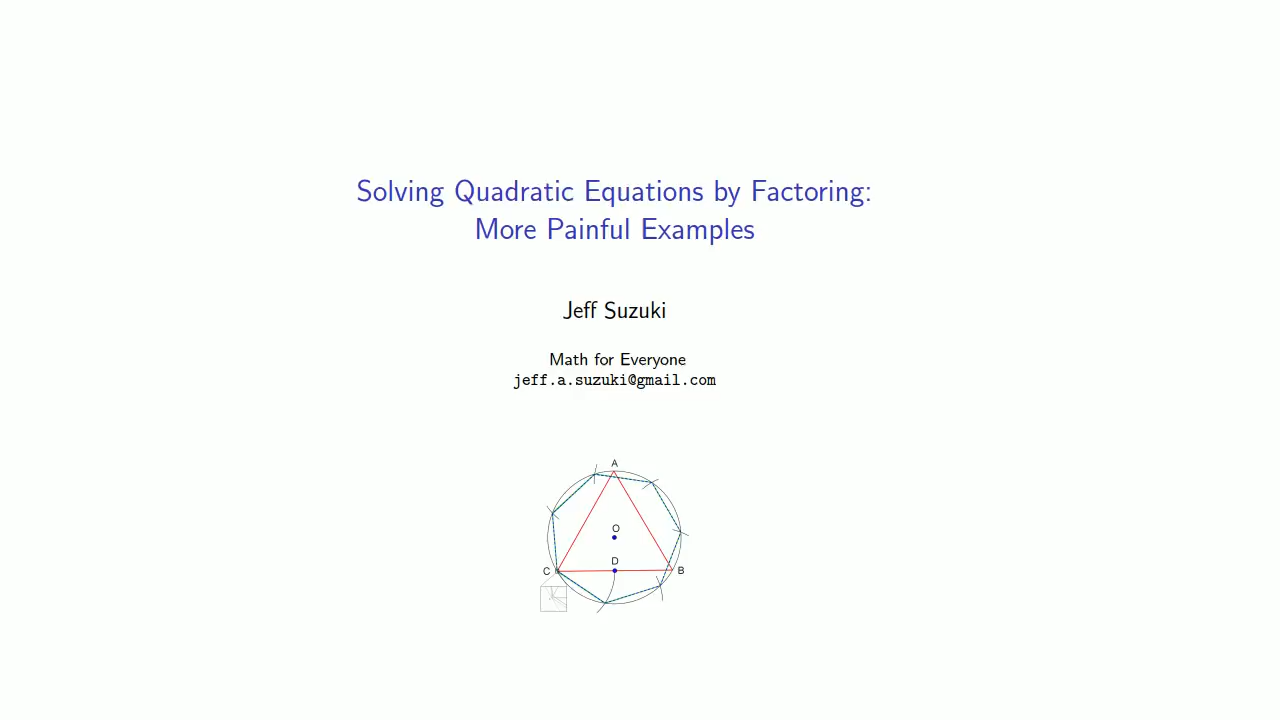 Solving Quadratic Equations by Factoring:
More Painful Examples
Jeff Suzuki
Math for Everyone
jeff.a.suzuki@gmail.com
A
O
D
C
B